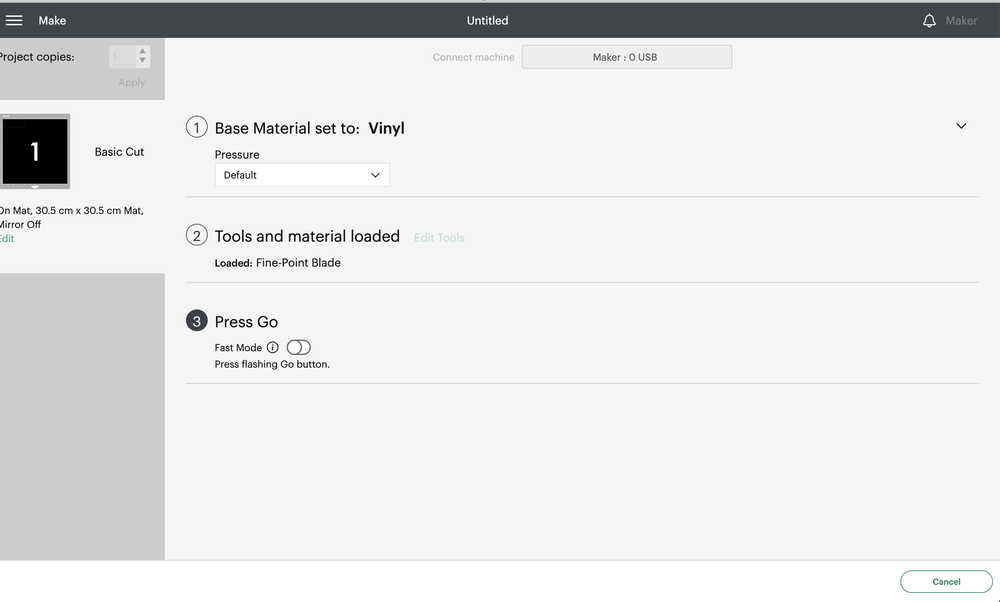 Make
Untitled
Maker
Project copies:
Apply
Connect machine
Maker : 0 USB
1
Basic Cut
On Mat, 30.5 cm x 30.5 cm Mat,
Mirror Off
Edit
1 Base Material set to: Vinyl
Pressure
Default
2 Tools and material loaded Edit Tools
Loaded: Fine-Point Blade
3 Press Go
Fast Mode
Press flashing Go button.
Cancel